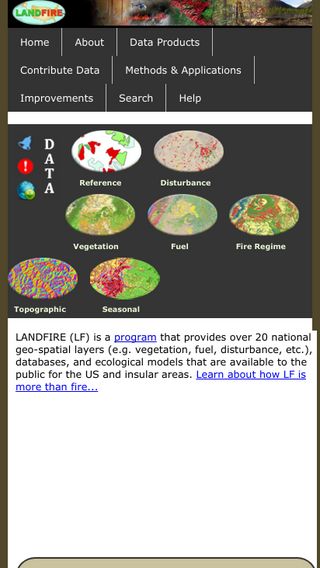 LANDFIRE
Home About Data Products
Contribute Data Methods & Applications
Improvements Search Help
DATA
Reference Disturbance
Vegetation Fuel Fire Regime
Topographic Seasonal
LANDFIRE (LF) is a program that provides over 20 national
geo-spatial layers (e.g. vegetation, fuel, disturbance, etc.),
databases, and ecological models that are available to the
public for the US and insular areas. Learn about how LF is
more than fire...